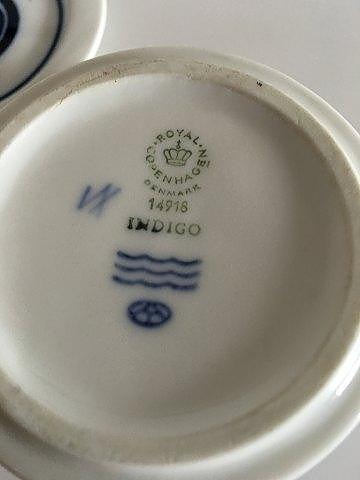 ROYAL
COPENHAGEN
DENMARK
14918
INDIGO